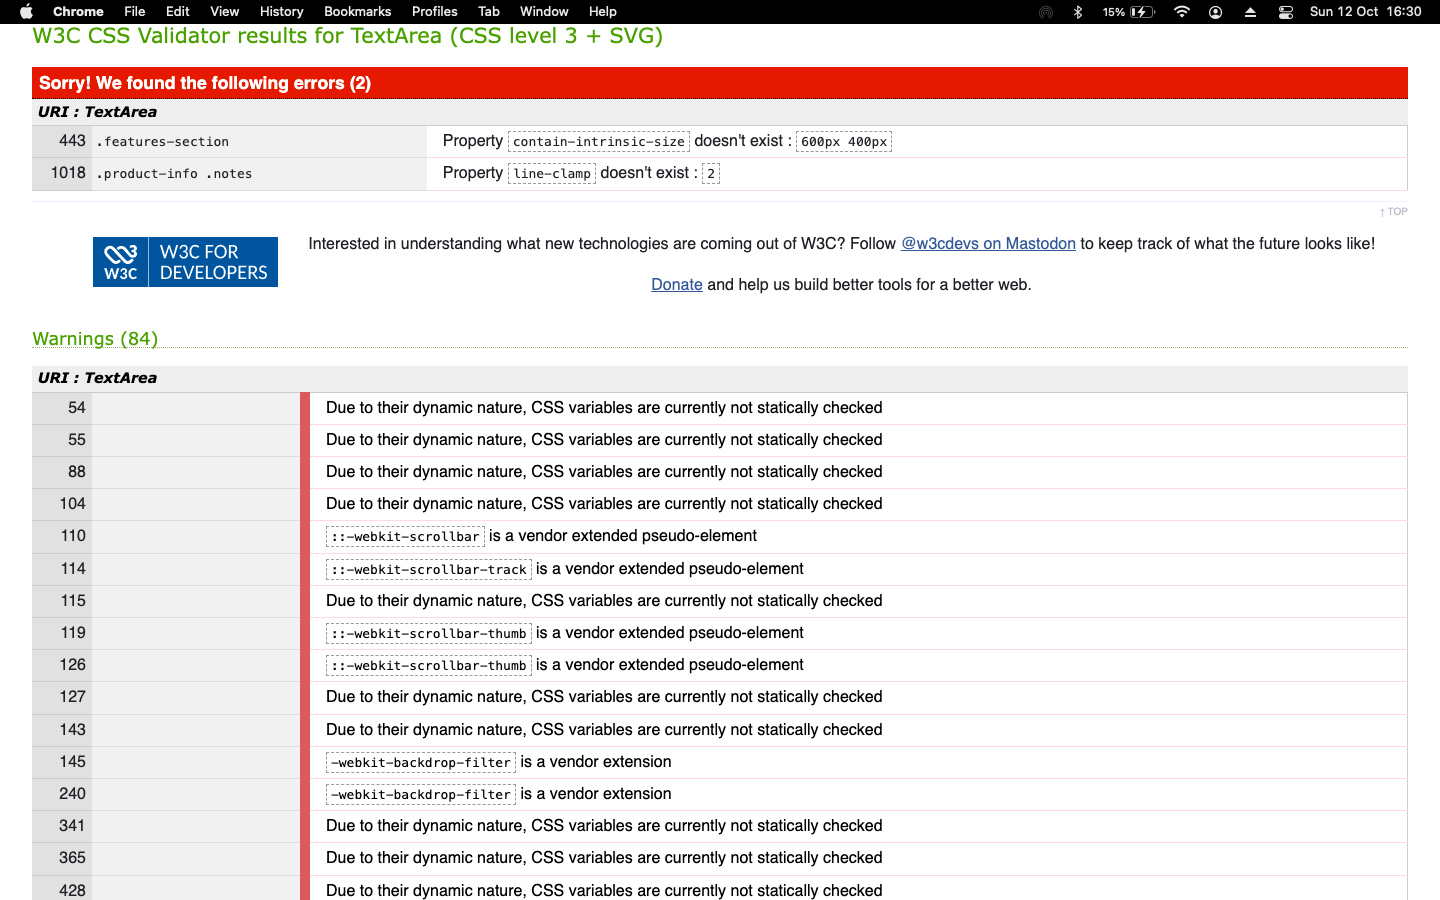 Chrome File Edit View History Bookmarks Profiles Tab Window Help 15% Sun 12 Oct 16:30
W3C CSS Validator results for TextArea (CSS level 3 + SVG)
Sorry! We found the following errors (2)
URI : TextArea
443 .features-section Property contain-intrinsic-size doesn't exist : 600px 400px
1018 .product-info .notes Property line-clamp doesn't exist : 2
↑ TOP
W3C W3C FOR DEVELOPERS
Interested in understanding what new technologies are coming out of W3C? Follow @w3cdevs on Mastodon to keep track of what the future looks like!
Donate and help us build better tools for a better web.
Warnings (84)
URI : TextArea
54 Due to their dynamic nature, CSS variables are currently not statically checked
55 Due to their dynamic nature, CSS variables are currently not statically checked
88 Due to their dynamic nature, CSS variables are currently not statically checked
104 Due to their dynamic nature, CSS variables are currently not statically checked
110 ::-webkit-scrollbar is a vendor extended pseudo-element
114 ::-webkit-scrollbar-track is a vendor extended pseudo-element
115 Due to their dynamic nature, CSS variables are currently not statically checked
119 ::-webkit-scrollbar-thumb is a vendor extended pseudo-element
126 ::-webkit-scrollbar-thumb is a vendor extended pseudo-element
127 Due to their dynamic nature, CSS variables are currently not statically checked
143 Due to their dynamic nature, CSS variables are currently not statically checked
145 -webkit-backdrop-filter is a vendor extension
240 -webkit-backdrop-filter is a vendor extension
341 Due to their dynamic nature, CSS variables are currently not statically checked
365 Due to their dynamic nature, CSS variables are currently not statically checked
428 Due to their dynamic nature, CSS variables are currently not statically checked